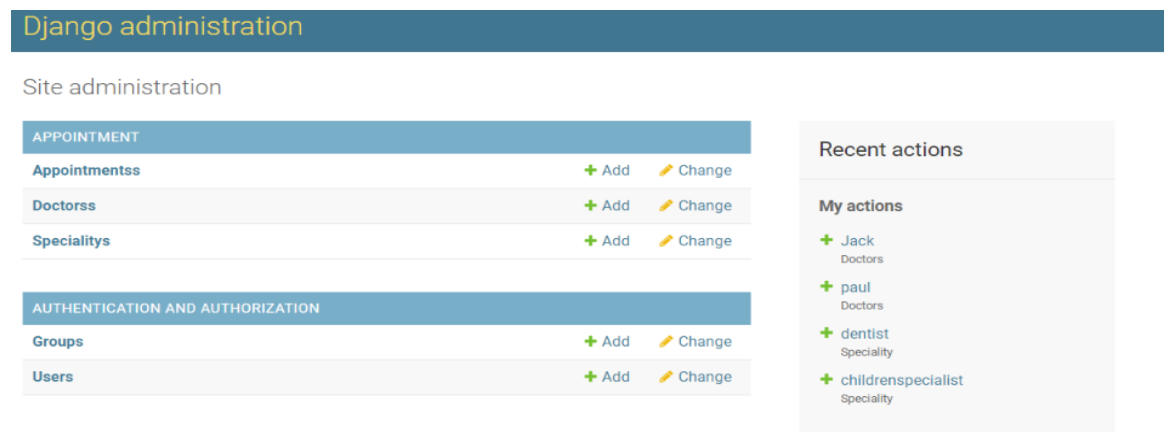 Django administration
Site administration
APPOINTMENT
Appointmentss Add Change
Doctorss Add Change
Specialitys Add Change
AUTHENTICATION AND AUTHORIZATION
Groups Add Change
Users Add Change
Recent actions
My actions
Jack
Doctors
paul
Doctors
dentist
Speciality
childrenspecialist
Speciality